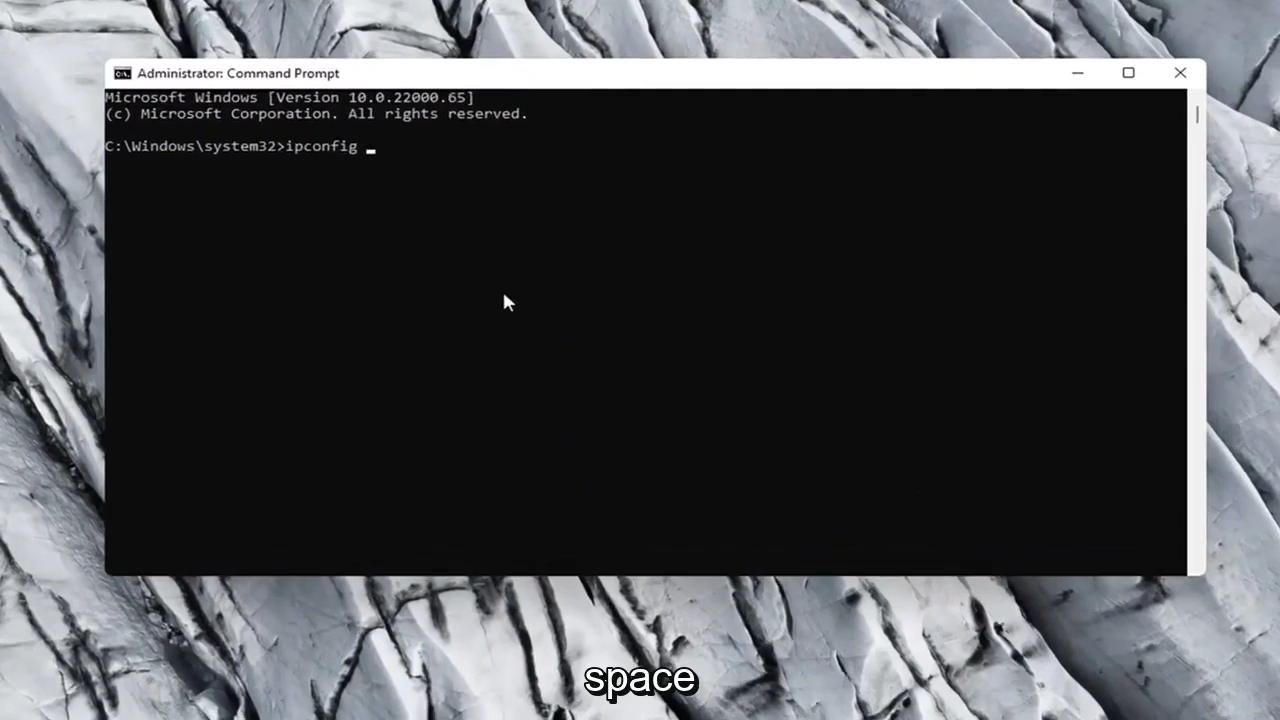 Administrator: Command Prompt
Microsoft Windows [Version 10.0.22000.65]
(c) Microsoft Corporation. All rights reserved.
C:\Windows\system32>ipconfig
space